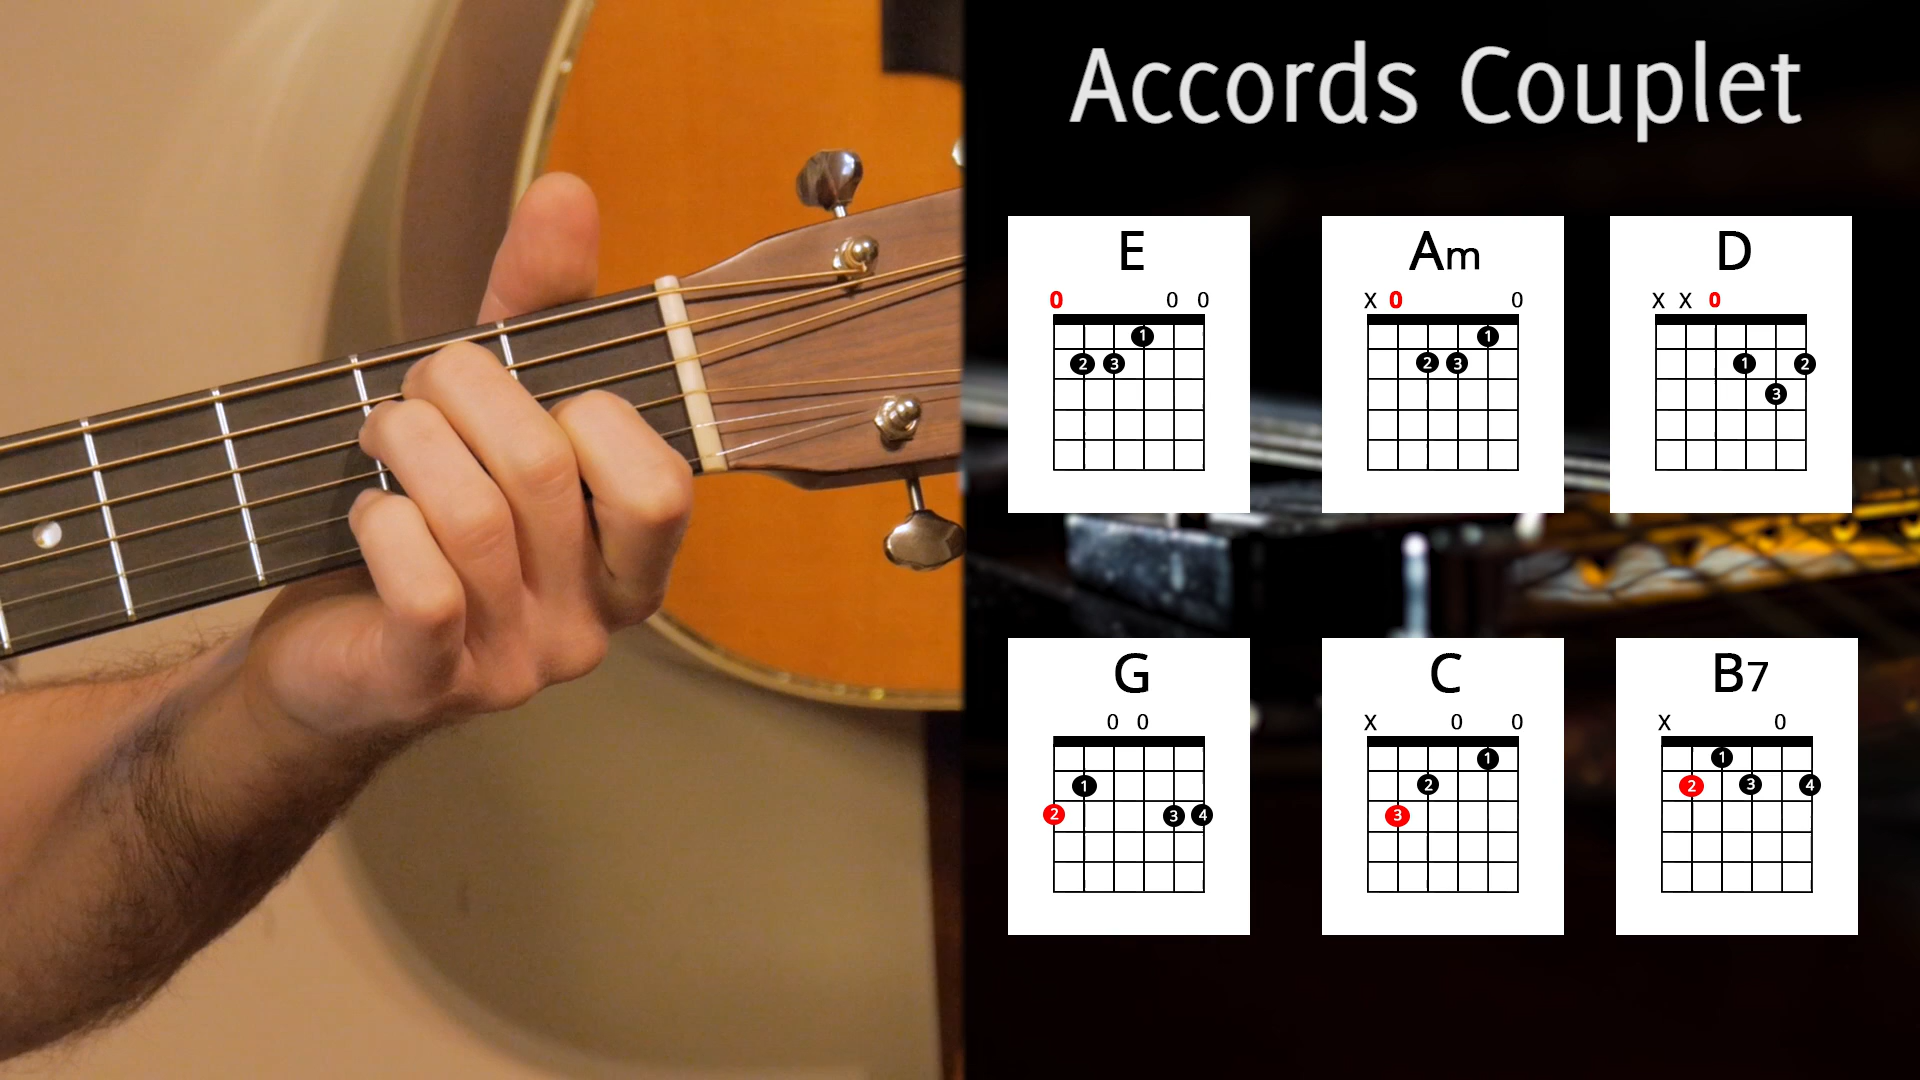 Accords Couplet
E
0 0 0
1
2 3
Am
X 0 0
1
2 3
D
X X 0
1 2
3
G
0 0
1
2 3 4
C
X 0 0
1
2
3
B7
X 0
1
2 3 4